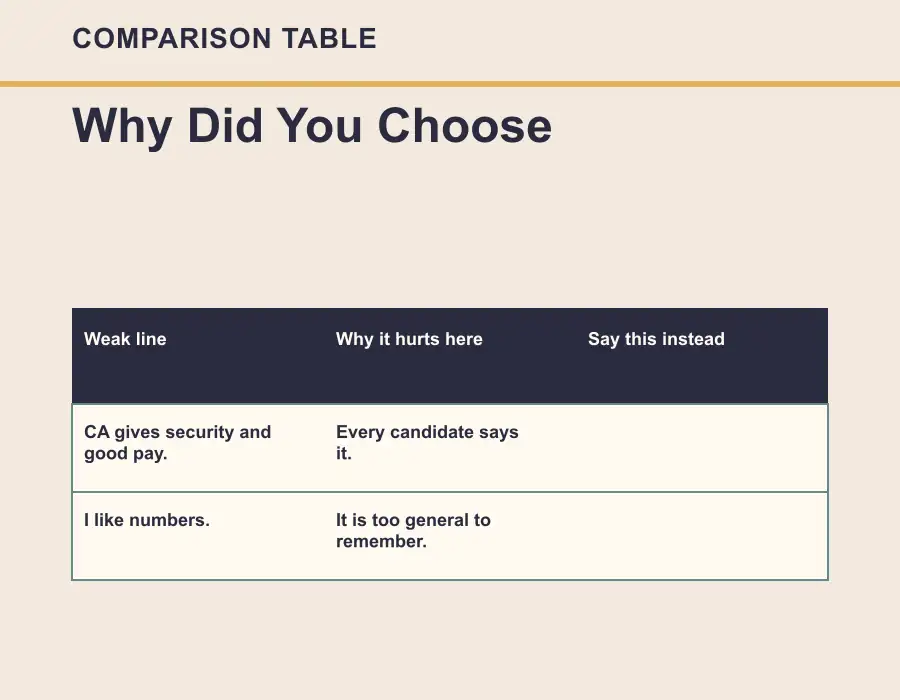 COMPARISON TABLE
Why Did You Choose
Weak line
Why it hurts here
Say this instead
CA gives security and
good pay.
Every candidate says
it.
I like numbers.
It is too general to
remember.